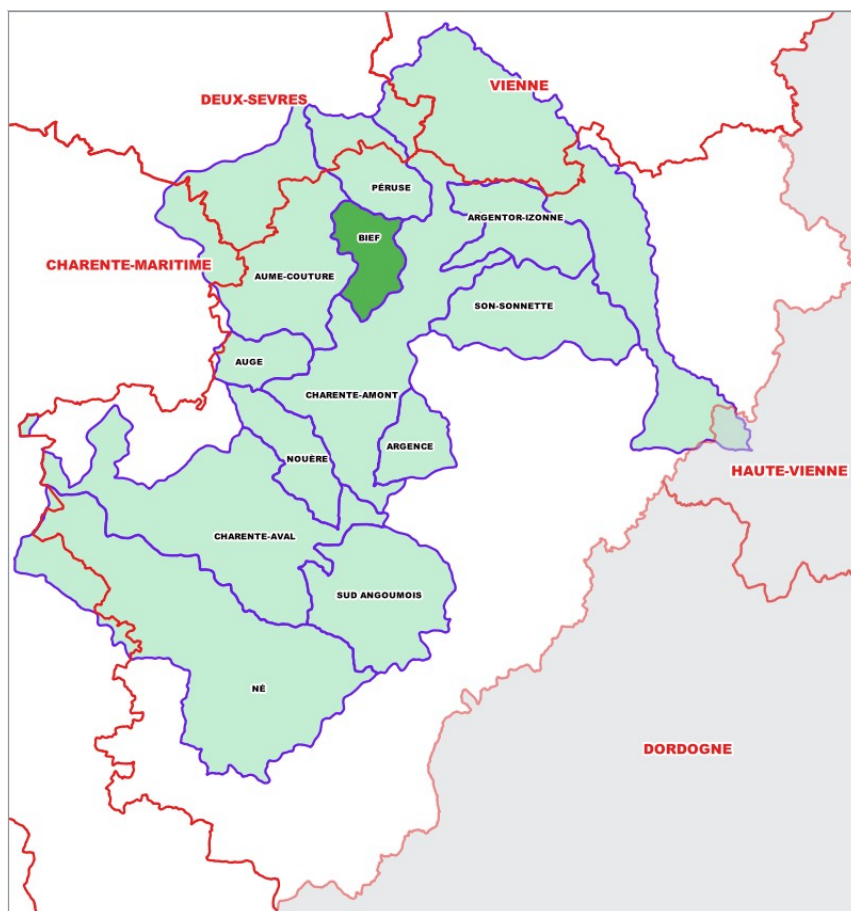 VIENNE
DEUX-SEVRES
PÉRUSE
ARGENTOR-IZONNE
BIEF
CHARENTE-MARITIME
AUME-COUTURE
SON-SONNETTE
AUGE
CHARENTE-AMONT
ARGENCE
NOUÈRE
HAUTE-VIENNE
CHARENTE-AVAL
SUD ANGOUMOIS
NÉ
DORDOGNE